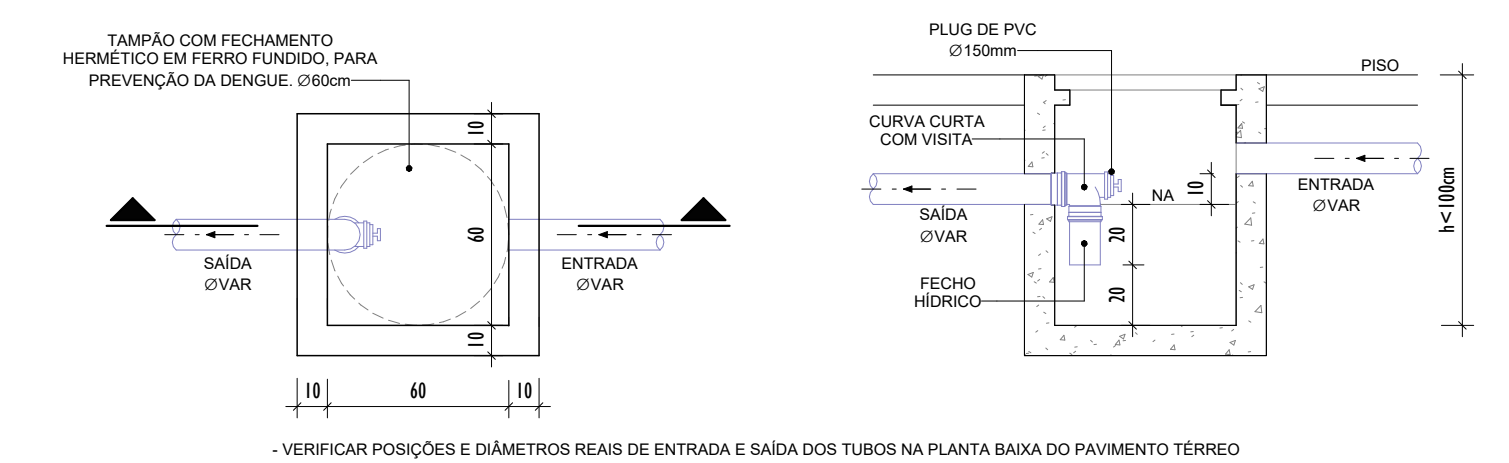 TAMPÃO COM FECHAMENTO
HERMÉTICO EM FERRO FUNDIDO, PARA
PREVENÇÃO DA DENGUE. Ø60cm
10
60
10
SAÍDA
ØVAR
ENTRADA
ØVAR
10
60
10
PLUG DE PVC
Ø150mm
PISO
CURVA CURTA
COM VISITA
NA
10
ENTRADA
ØVAR
SAÍDA
ØVAR
20
20
FECHO
HÍDRICO
h<100cm
- VERIFICAR POSIÇÕES E DIÂMETROS REAIS DE ENTRADA E SAÍDA DOS TUBOS NA PLANTA BAIXA DO PAVIMENTO TÉRREO